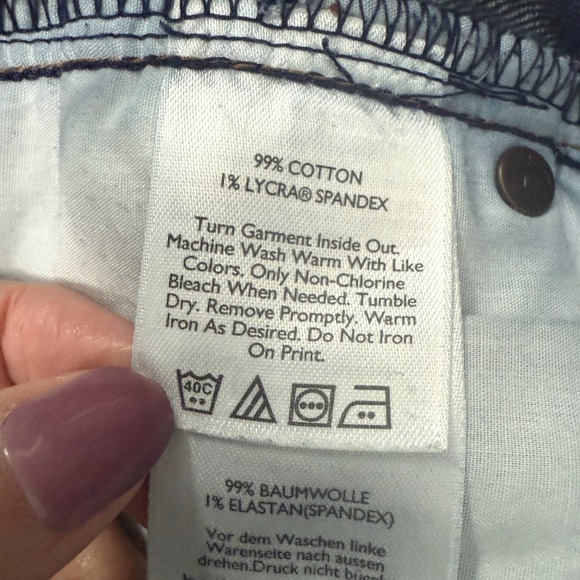 99% COTTON
1% LYCRA® SPANDEX
Turn Garment Inside Out.
Machine Wash Warm With Like
Colors. Only Non-Chlorine
Bleach When Needed. Tumble
Dry. Remove Promptly. Warm
Iron As Desired. Do Not Iron
On Print.
40C
99% BAUMWOLLE
1% ELASTAN(SPANDEX)
Vor dem Waschen linke
Warenseite nach aussen
drehen.Druck nicht